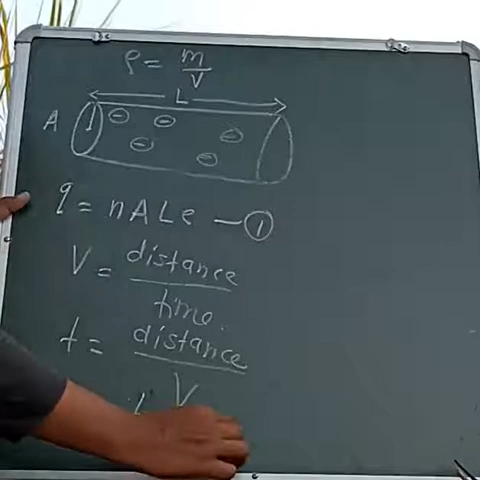 ρ = m/V
L
A
q = nALe — ①
V = distance/time.
t = distance/V